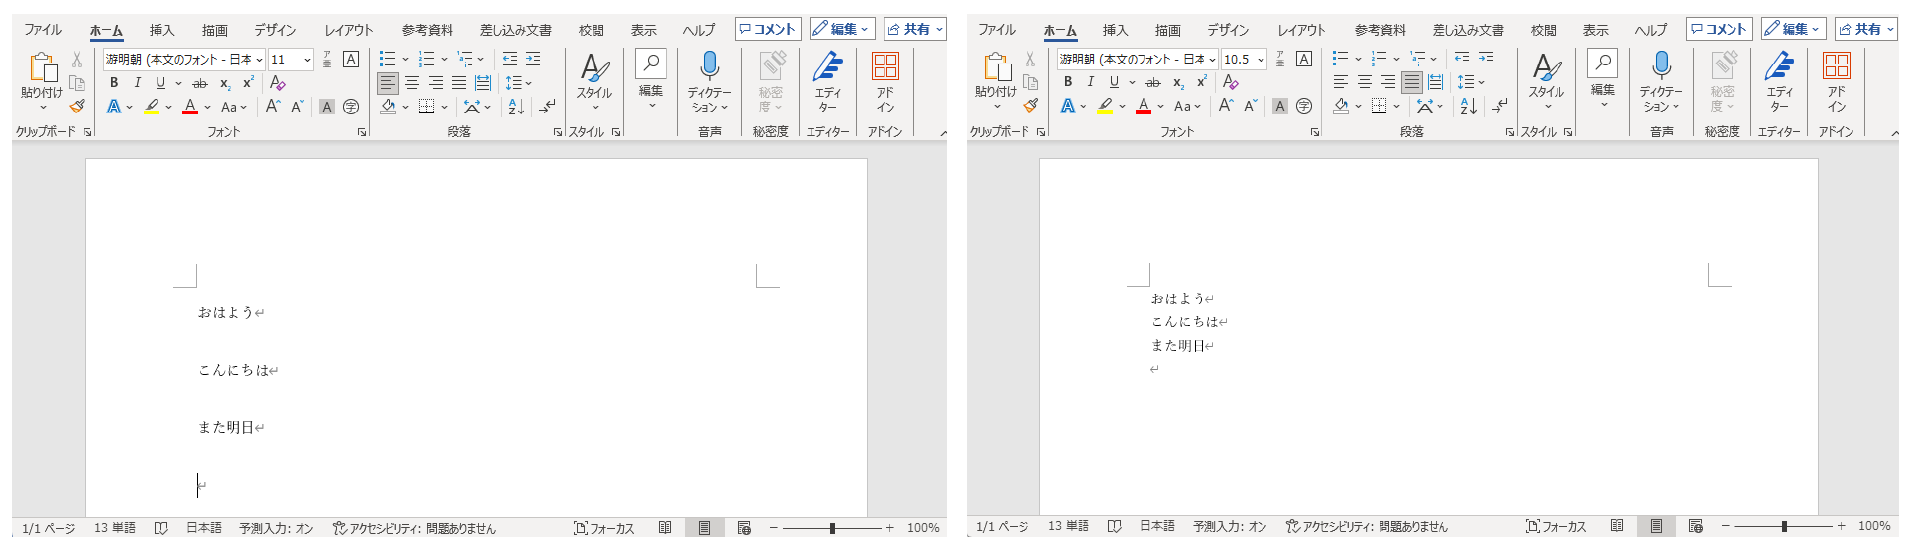 ファイル ホーム 挿入 描画 デザイン レイアウト 参考資料 差し込み文書 校閲 表示 ヘルプ コメント 編集 共有
游明朝 (本文のフォント - 日本 11
貼り付け B I U ab x₂ x² スタイル 編集 ディクテーション 秘密度 エディター アドイン
A A Aa A A A 字
クリップボード フォント 段落 スタイル 音声 秘密度 エディター アドイン
おはよう
こんにちは
また明日
1/1 ページ 13 単語 日本語 予測入力: オン アクセシビリティ: 問題ありません フォーカス 100%
ファイル ホーム 挿入 描画 デザイン レイアウト 参考資料 差し込み文書 校閲 表示 ヘルプ コメント 編集 共有
游明朝 (本文のフォント - 日本 10.5
貼り付け B I U ab x₂ x² スタイル 編集 ディクテーション 秘密度 エディター アドイン
A A Aa A A A 字
クリップボード フォント 段落 スタイル 音声 秘密度 エディター アドイン
おはよう
こんにちは
また明日
1/1 ページ 13 単語 日本語 予測入力: オン アクセシビリティ: 問題ありません フォーカス 100%